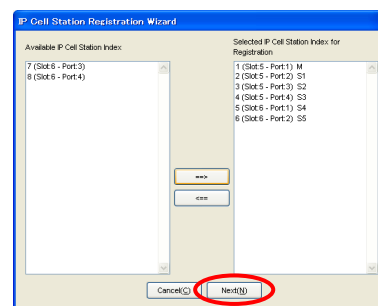 IP Cell Station Registration Wizard
Available IP Cell Station Index
Selected IP Cell Station Index for
Registration
7 (Slot:6 - Port:3)
8 (Slot:6 - Port:4)
1 (Slot:5 - Port:1) M
2 (Slot:5 - Port:2) S1
3 (Slot:5 - Port:3) S2
4 (Slot:5 - Port:4) S3
5 (Slot:6 - Port:1) S4
6 (Slot:6 - Port:2) S5
==>
<==
Cancel(C)
Next(N)